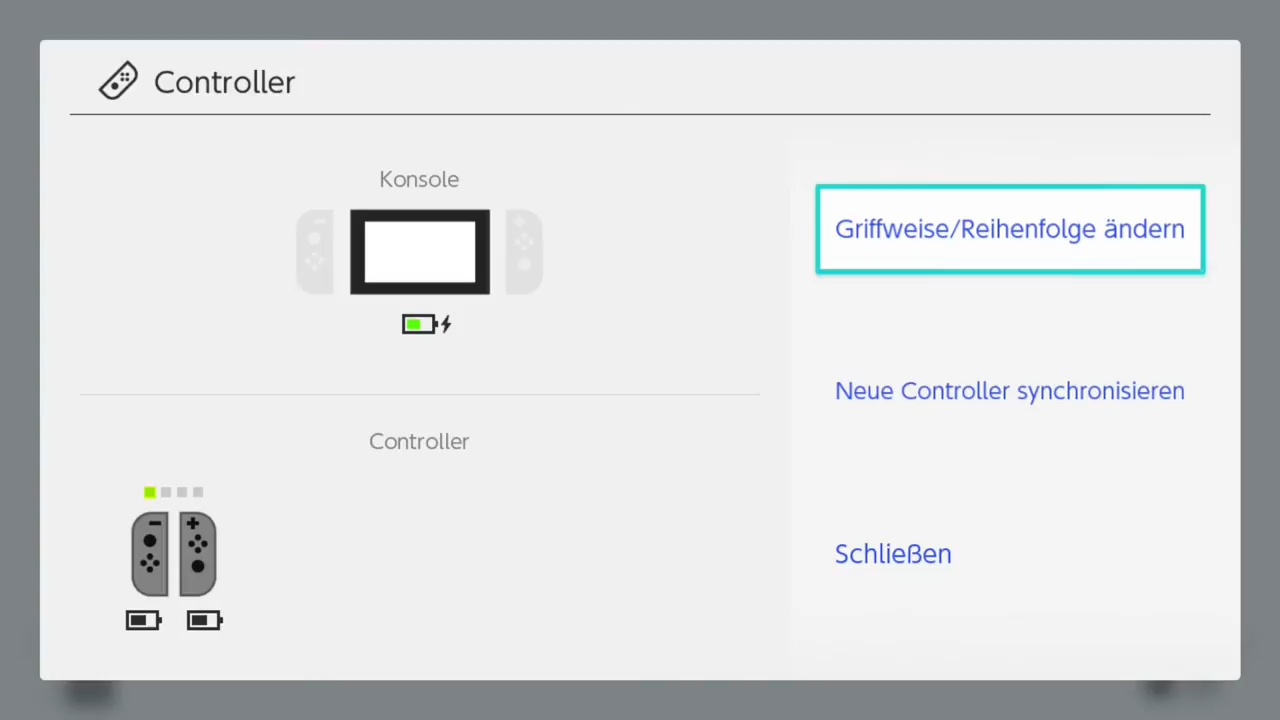 Controller
Konsole
Controller
Griffweise/Reihenfolge ändern
Neue Controller synchronisieren
Schließen